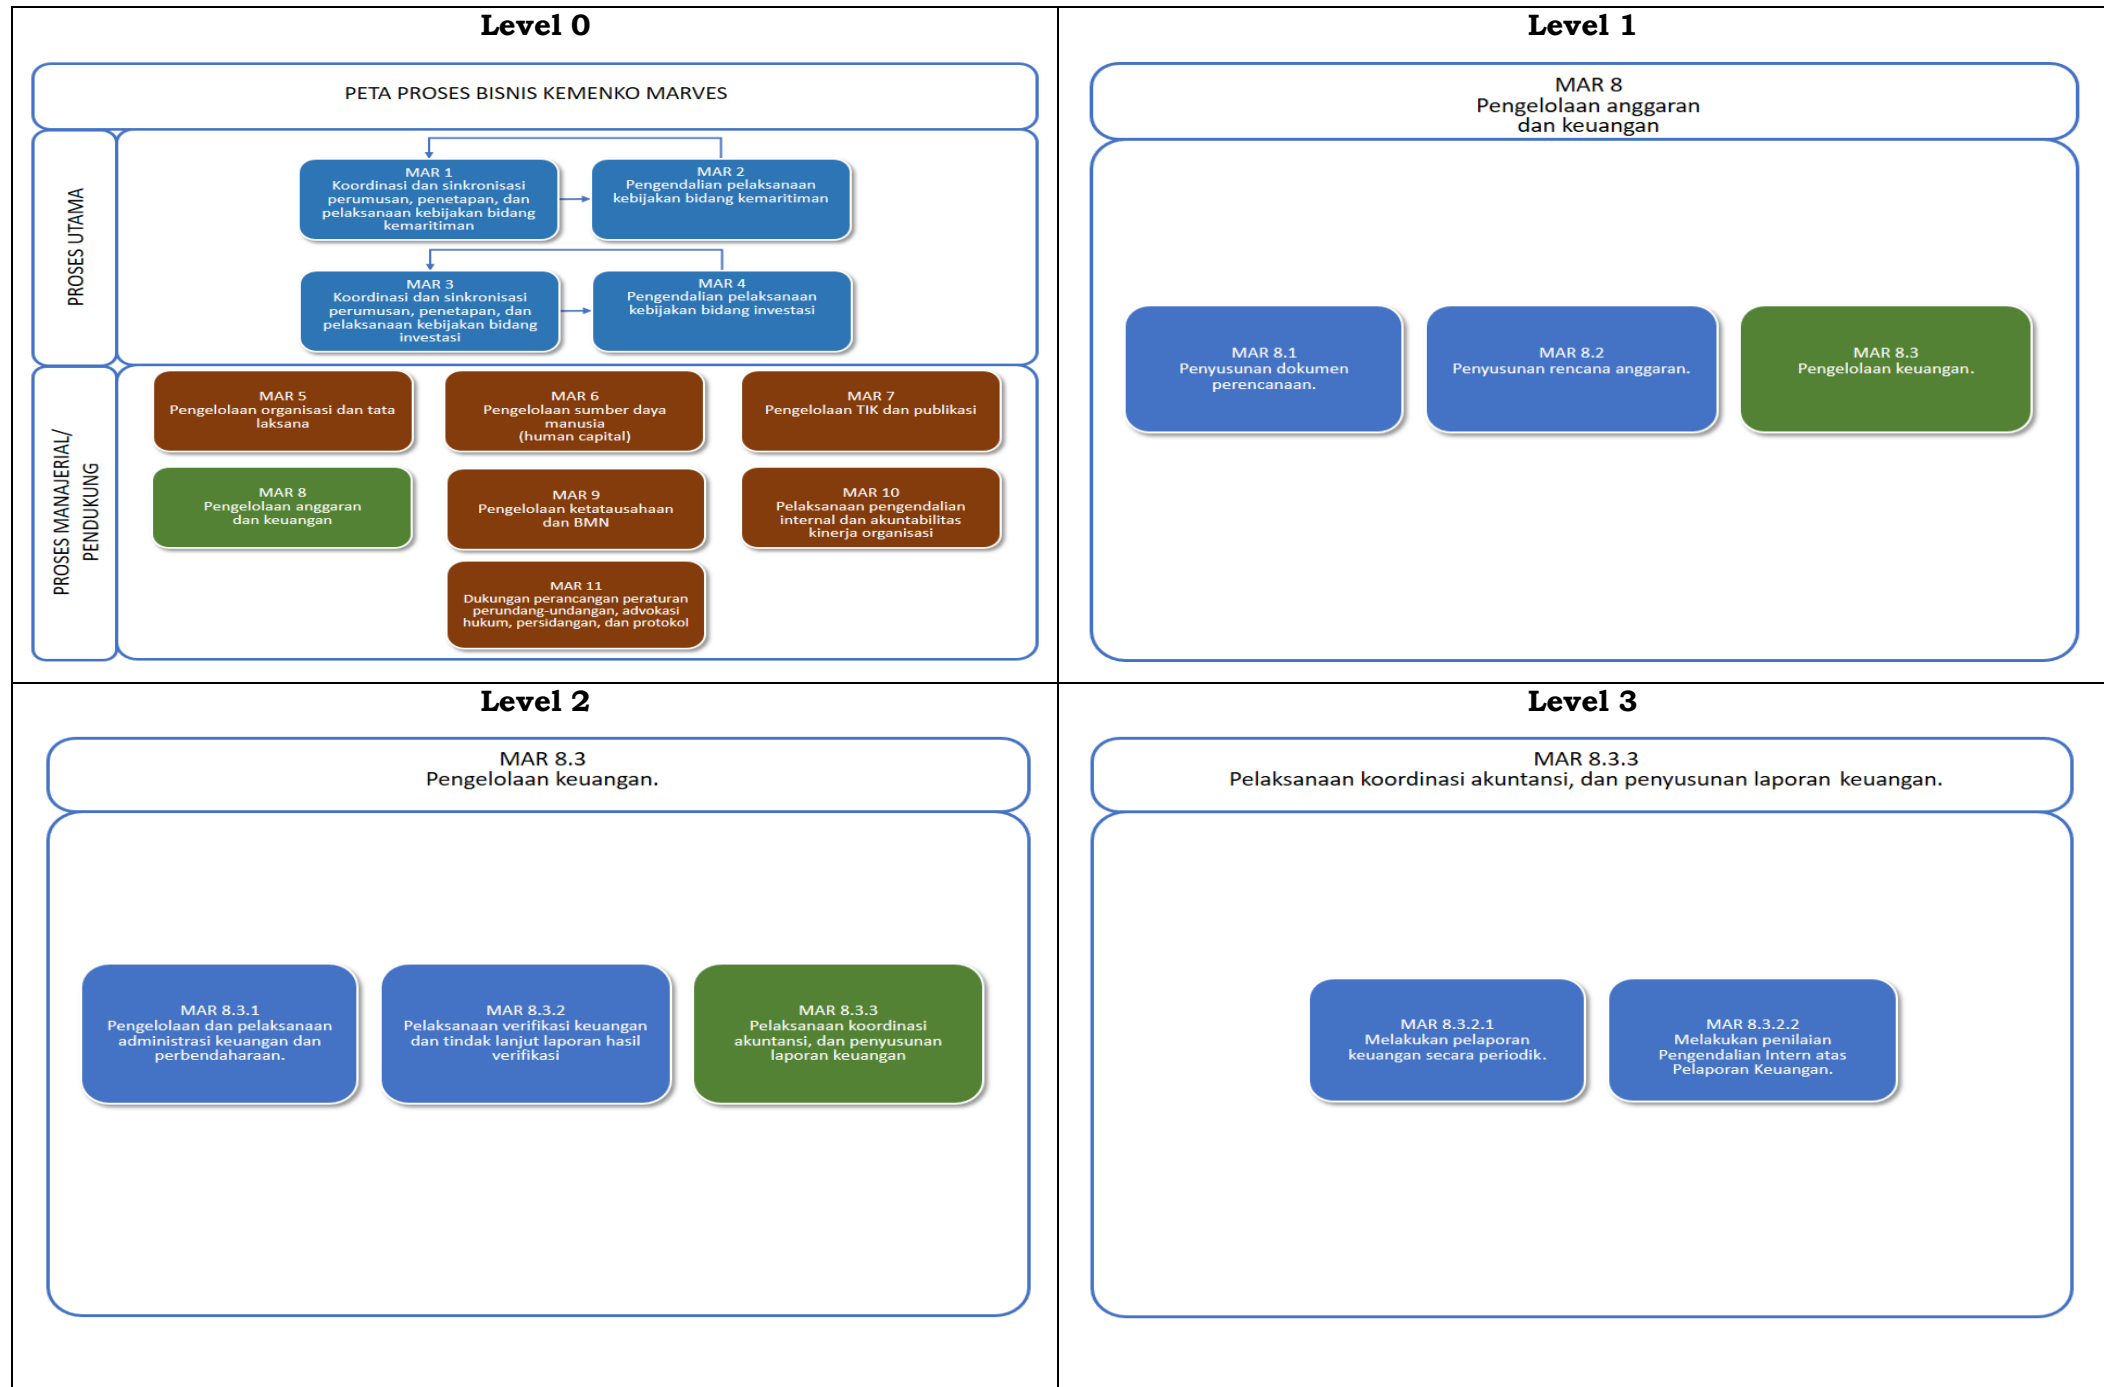 Level 0
PETA PROSES BISNIS KEMENKO MARVES
PROSES UTAMA
MAR 1
Koordinasi dan sinkronisasi
perumusan, penetapan, dan
pelaksanaan kebijakan bidang
kemaritiman
MAR 2
Pengendalian pelaksanaan
kebijakan bidang kemaritiman
MAR 3
Koordinasi dan sinkronisasi
perumusan, penetapan, dan
pelaksanaan kebijakan bidang
investasi
MAR 4
Pengendalian pelaksanaan
kebijakan bidang investasi
PROSES MANAJERIAL/
PENDUKUNG
MAR 5
Pengelolaan organisasi dan tata
laksana
MAR 6
Pengelolaan sumber daya
manusia
(human capital)
MAR 7
Pengelolaan TIK dan publikasi
MAR 8
Pengelolaan anggaran
dan keuangan
MAR 9
Pengelolaan ketatausahaan
dan BMN
MAR 10
Pelaksanaan pengendalian
internal dan akuntabilitas
kinerja organisasi
MAR 11
Dukungan perancangan peraturan
perundang-undangan, advokasi
hukum, persidangan, dan protokol
Level 1
MAR 8
Pengelolaan anggaran
dan keuangan
MAR 8.1
Penyusunan dokumen
perencanaan.
MAR 8.2
Penyusunan rencana anggaran.
MAR 8.3
Pengelolaan keuangan.
Level 2
MAR 8.3
Pengelolaan keuangan.
MAR 8.3.1
Pengelolaan dan pelaksanaan
administrasi keuangan dan
perbendaharaan.
MAR 8.3.2
Pelaksanaan verifikasi keuangan
dan tindak lanjut laporan hasil
verifikasi
MAR 8.3.3
Pelaksanaan koordinasi
akuntansi, dan penyusunan
laporan keuangan
Level 3
MAR 8.3.3
Pelaksanaan koordinasi akuntansi, dan penyusunan laporan keuangan.
MAR 8.3.2.1
Melakukan pelaporan
keuangan secara periodik.
MAR 8.3.2.2
Melakukan penilaian
Pengendalian Intern atas
Pelaporan Keuangan.